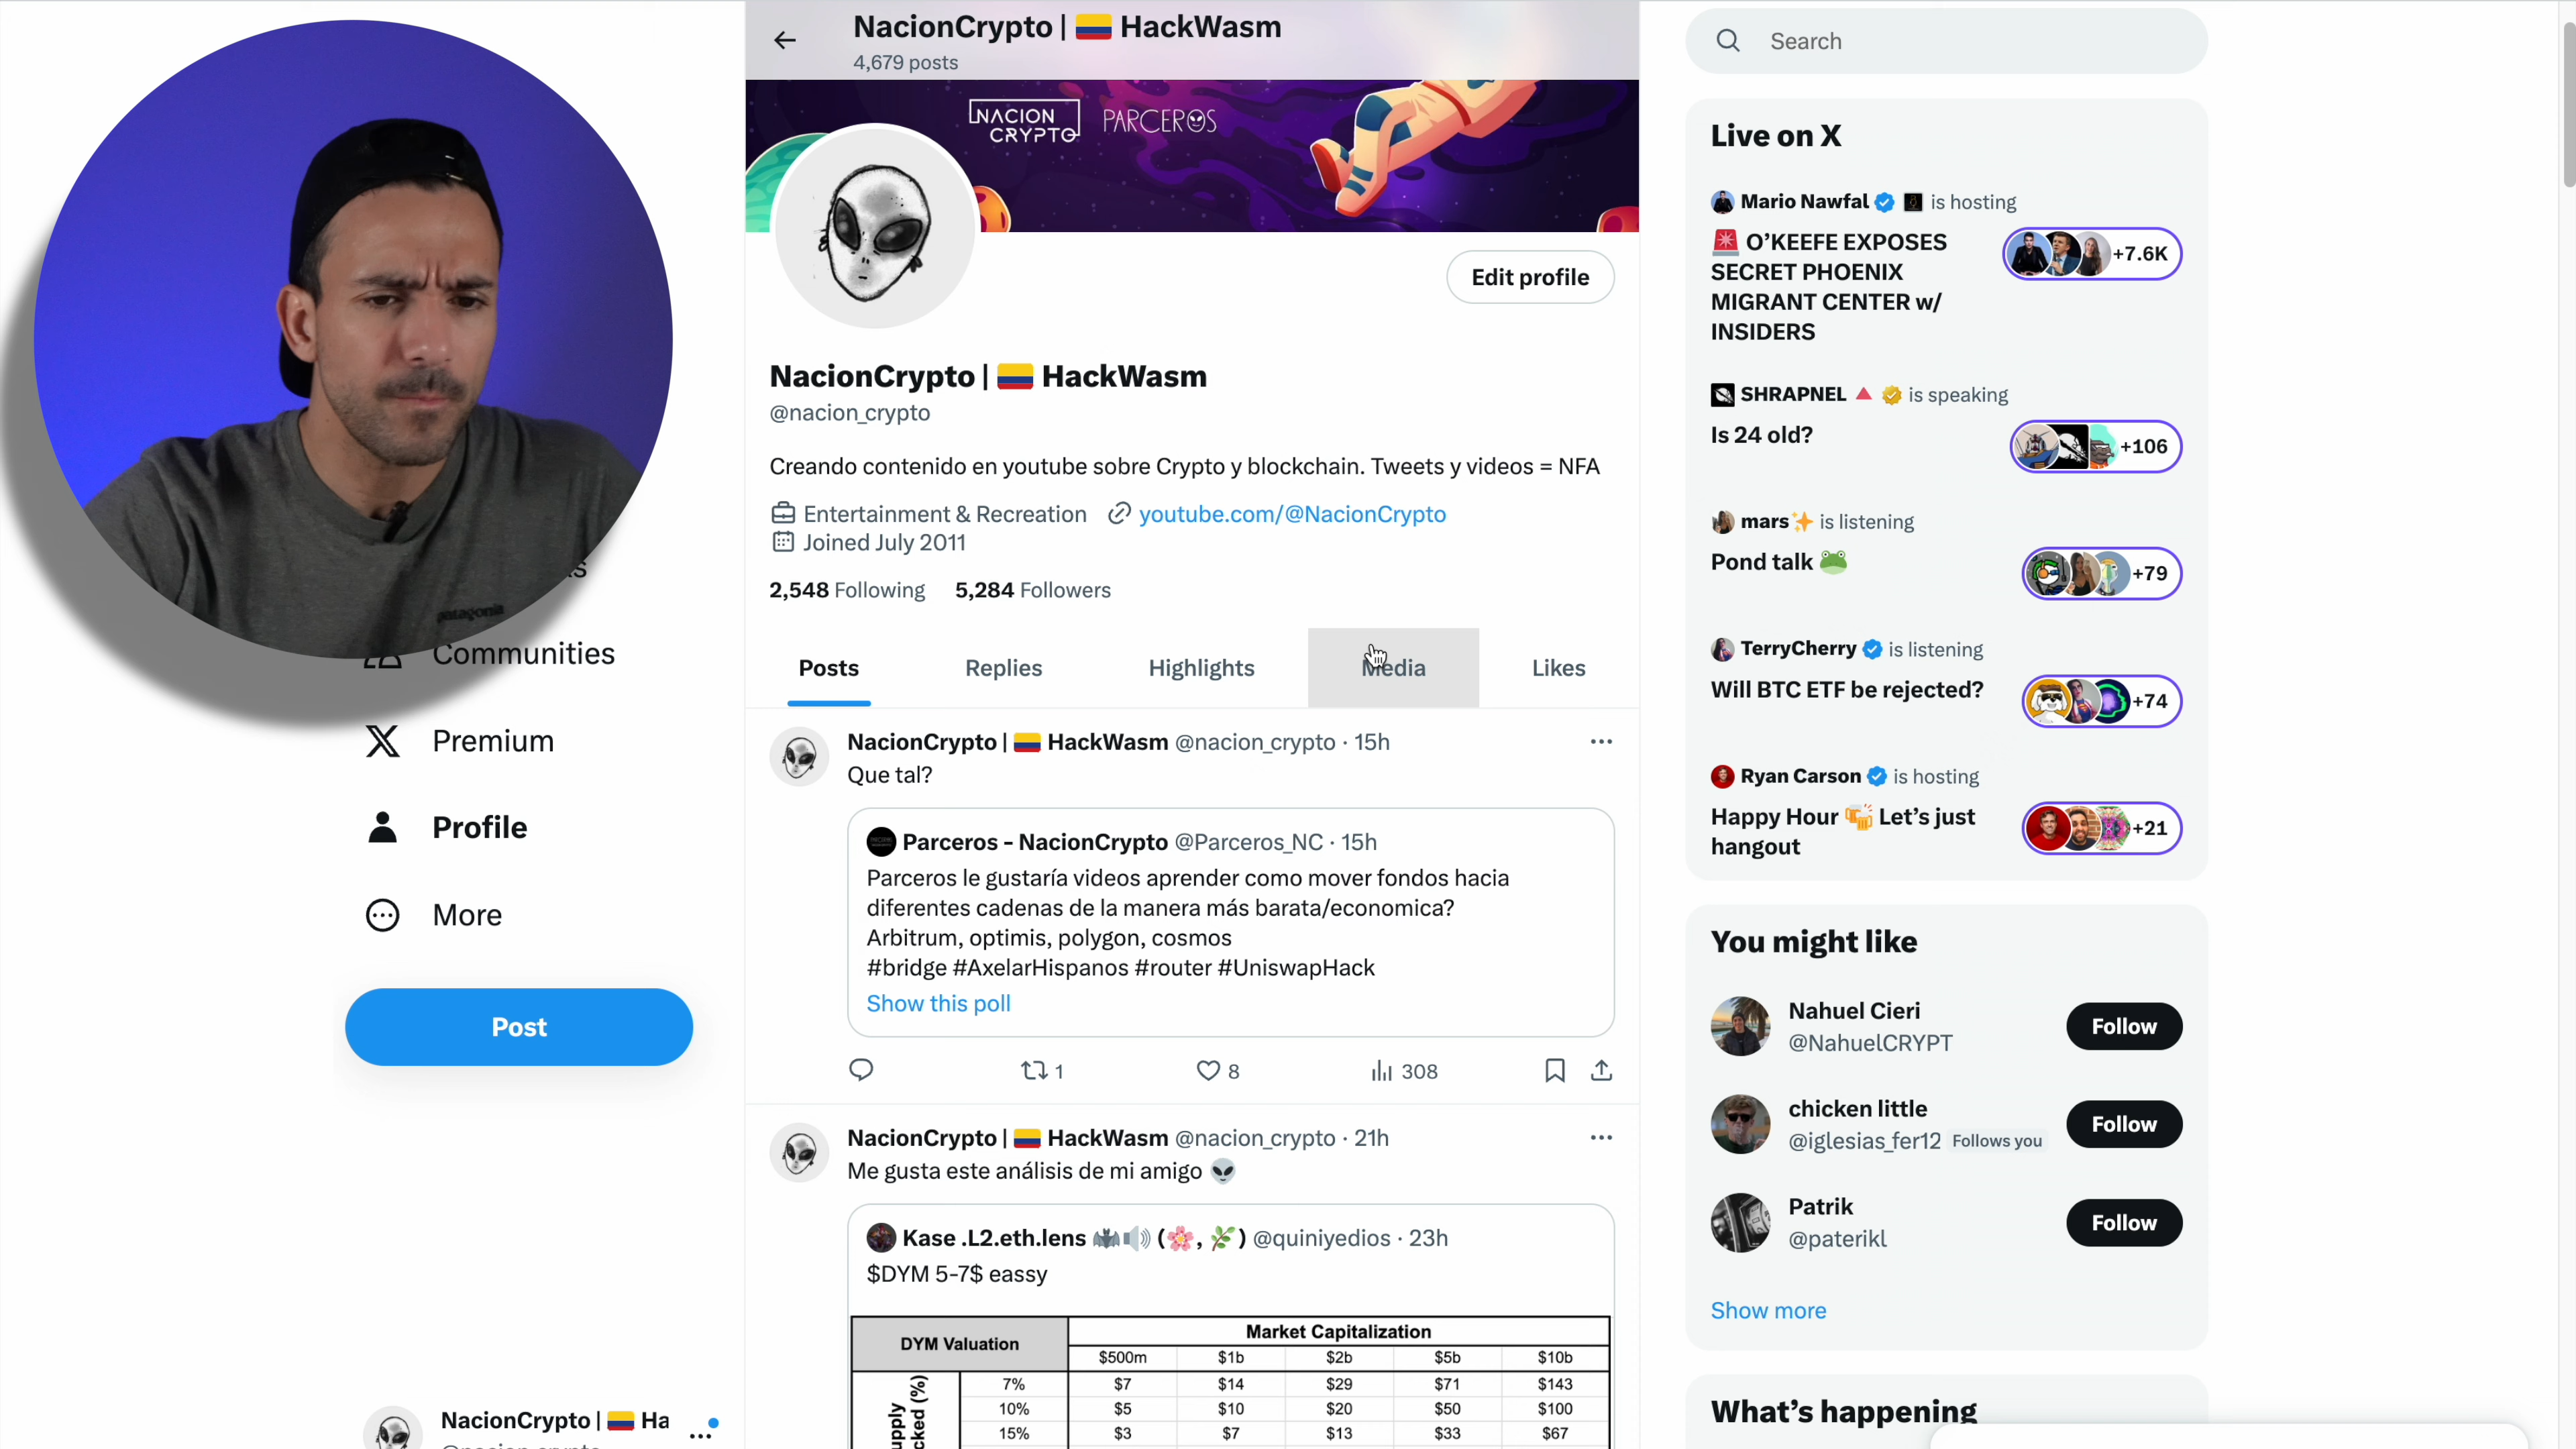 NacionCrypto | 🇨🇴 HackWasm
4,679 posts
NACION
CRYPTO
PARCEROS
Edit profile
NacionCrypto | 🇨🇴 HackWasm
@nacion_crypto
Creando contenido en youtube sobre Crypto y blockchain. Tweets y videos = NFA
Entertainment & Recreation youtube.com/@NacionCrypto
Joined July 2011
2,548 Following 5,284 Followers
Posts Replies Highlights Media Likes
NacionCrypto | 🇨🇴 HackWasm @nacion_crypto · 15h
Que tal?
Parceros - NacionCrypto @Parceros_NC · 15h
Parceros le gustaría videos aprender como mover fondos hacia
diferentes cadenas de la manera más barata/economica?
Arbitrum, optimis, polygon, cosmos
#bridge #AxelarHispanos #router #UniswapHack
Show this poll
1 8 308
NacionCrypto | 🇨🇴 HackWasm @nacion_crypto · 21h
Me gusta este análisis de mi amigo 👽
Kase .L2.eth.lens 🦇🔊 (🌸, 🌿) @quiniyedios · 23h
$DYM 5-7$ eassy
DYM Valuation
Market Capitalization
$500m $1b $2b $5b $10b
7% $7 $14 $29 $71 $143
10% $5 $10 $20 $50 $100
15% $3 $7 $13 $33 $67
patagonia
Communities
Premium
Profile
More
Post
NacionCrypto | 🇨🇴 Ha
Search
Live on X
Mario Nawfal is hosting
🚨 O’KEEFE EXPOSES
SECRET PHOENIX
MIGRANT CENTER w/
INSIDERS
+7.6K
SHRAPNEL 🔺 is speaking
Is 24 old?
+106
mars✨ is listening
Pond talk 🐸
+79
TerryCherry is listening
Will BTC ETF be rejected?
+74
Ryan Carson is hosting
Happy Hour 🍻 Let’s just
hangout
+21
You might like
Nahuel Cieri
@NahuelCRYPT
Follow
chicken little
@iglesias_fer12 Follows you
Follow
Patrik
@paterikl
Follow
Show more
What’s happening